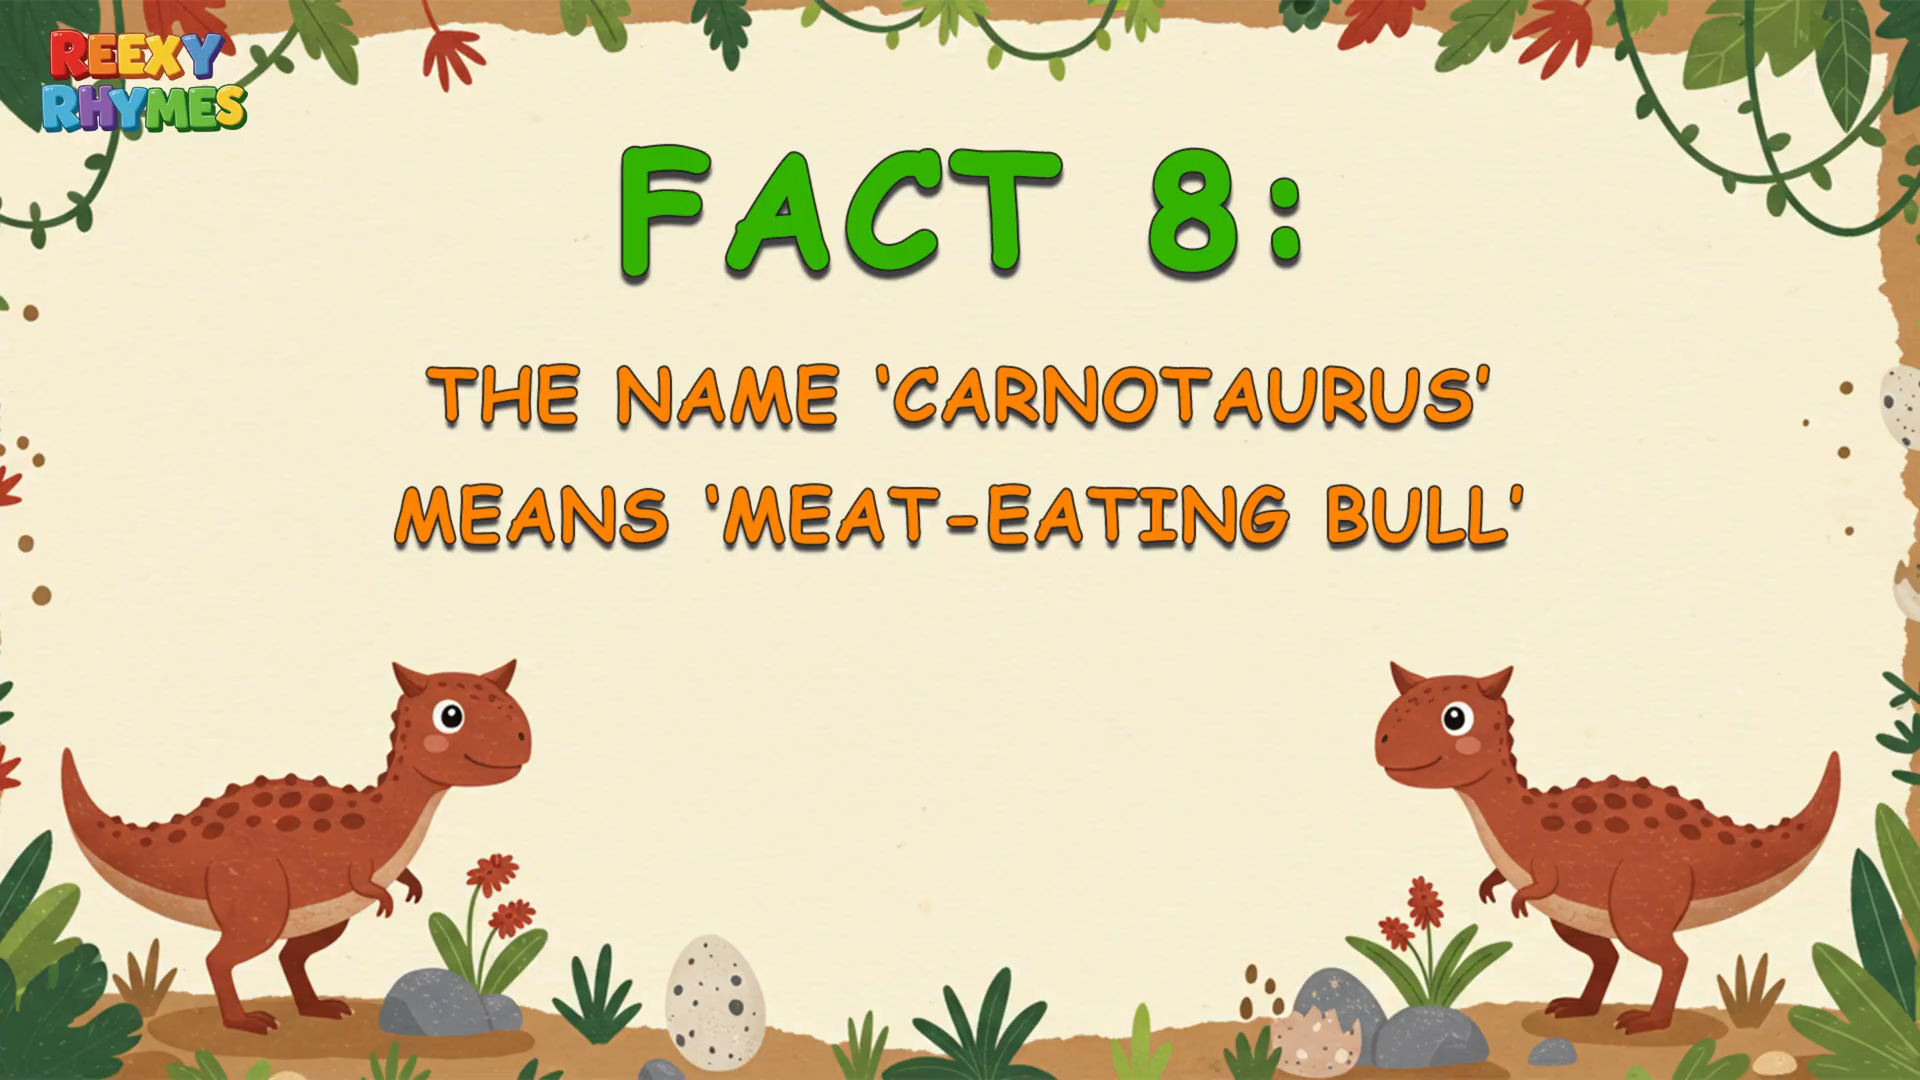 REEXY
RHYMES
FACT 8:
THE NAME ‘CARNOTAURUS’
MEANS ‘MEAT-EATING BULL’